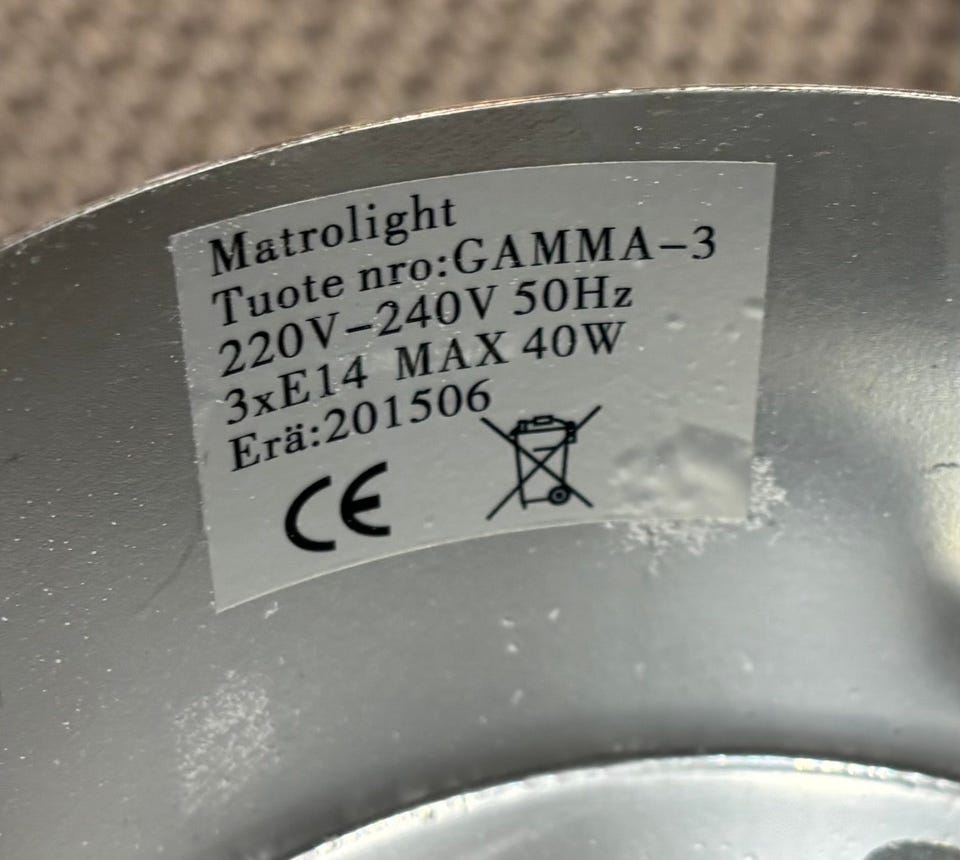 Matrolight
Tuote nro:GAMMA-3
220V-240V 50Hz
3xE14 MAX 40W
Erä:201506
CE